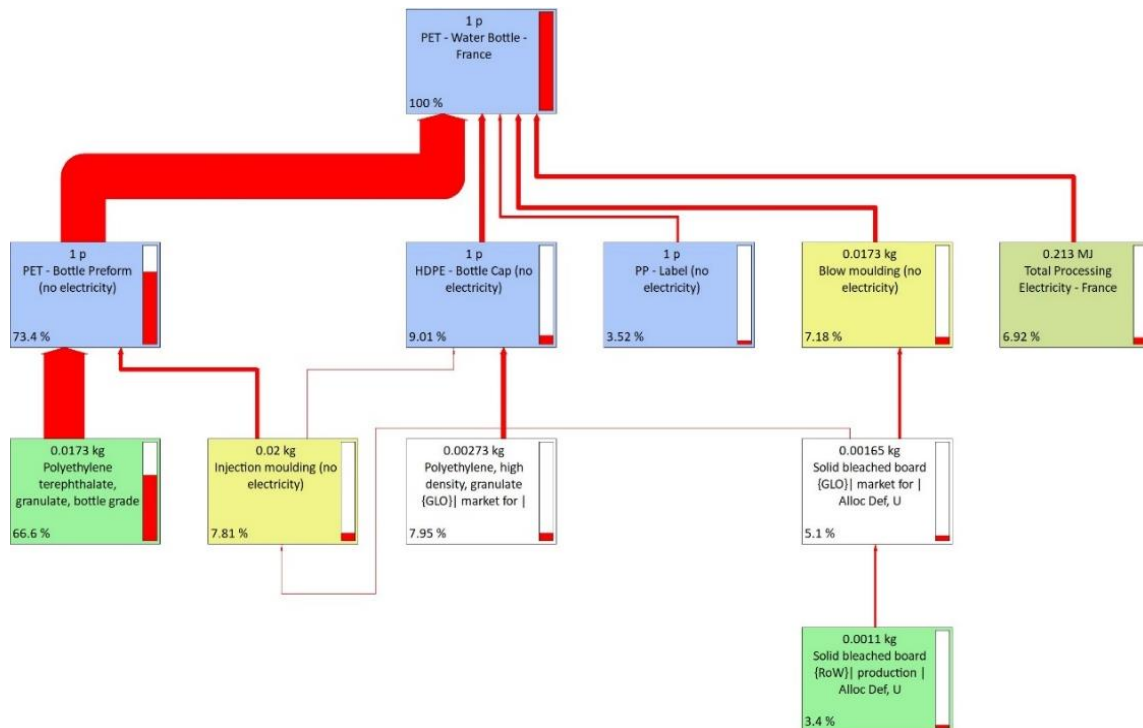 1 p
PET - Water Bottle -
France
100 %
1 p
PET - Bottle Preform
(no electricity)
73.4 %
1 p
HDPE - Bottle Cap (no
electricity)
9.01 %
1 p
PP - Label (no
electricity)
3.52 %
0.0173 kg
Blow moulding (no
electricity)
7.18 %
0.213 MJ
Total Processing
Electricity - France
6.92 %
0.0173 kg
Polyethylene
terephthalate,
granulate, bottle grade
66.6 %
0.02 kg
Injection moulding (no
electricity)
7.81 %
0.00273 kg
Polyethylene, high
density, granulate
{GLO}| market for |
7.95 %
0.00165 kg
Solid bleached board
{GLO}| market for |
Alloc Def, U
5.1 %
0.0011 kg
Solid bleached board
{RoW}| production |
Alloc Def, U
3.4 %